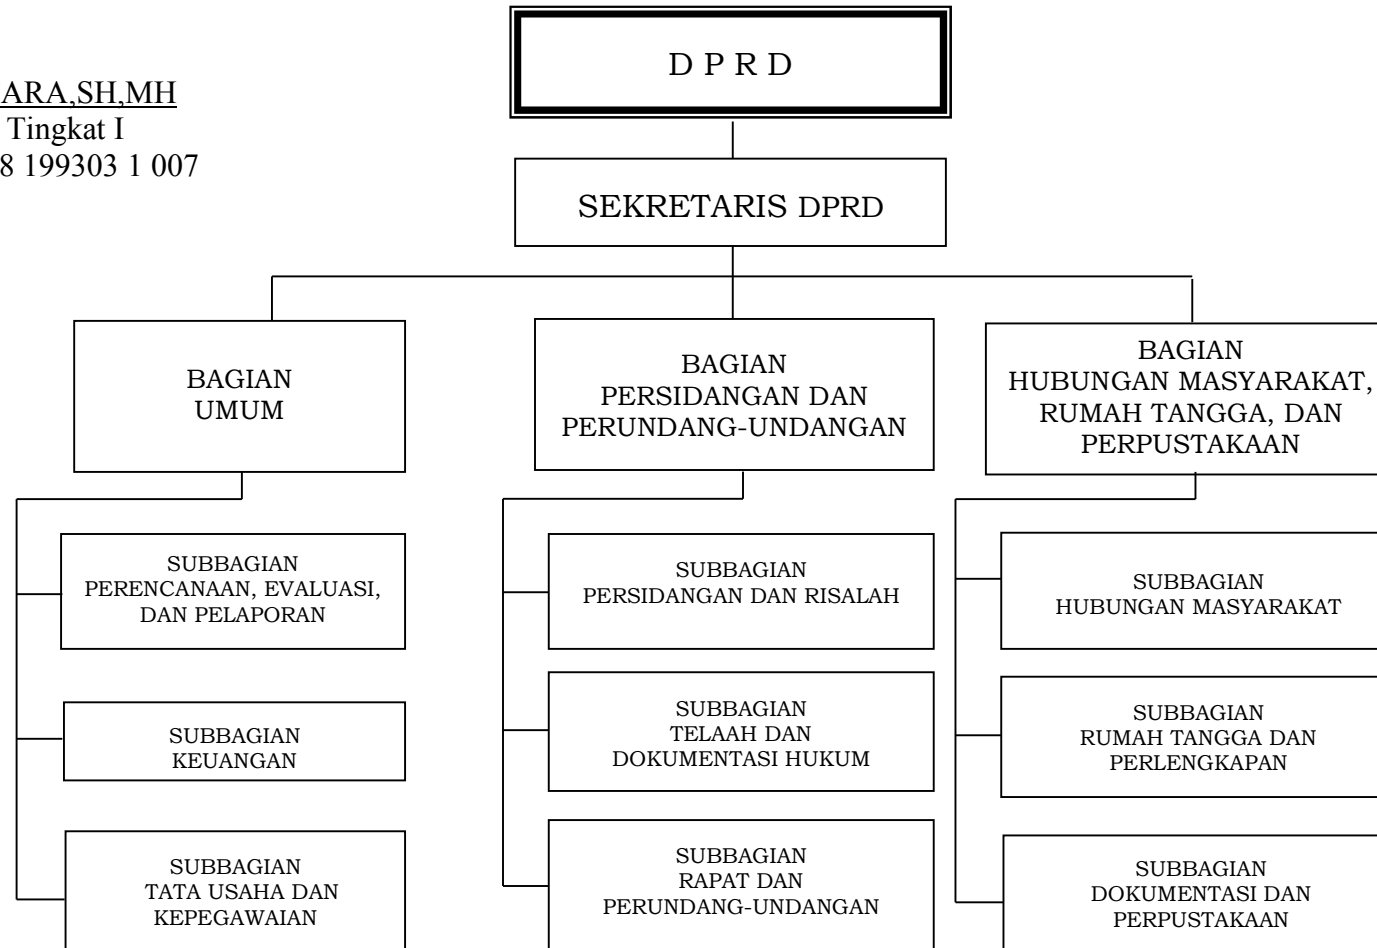 D P R D
ARA,SH,MH
Tingkat I
8 199303 1 007
SEKRETARIS DPRD
BAGIAN
UMUM
BAGIAN
PERSIDANGAN DAN
PERUNDANG-UNDANGAN
BAGIAN
HUBUNGAN MASYARAKAT,
RUMAH TANGGA, DAN
PERPUSTAKAAN
SUBBAGIAN
PERENCANAAN, EVALUASI,
DAN PELAPORAN
SUBBAGIAN
KEUANGAN
SUBBAGIAN
TATA USAHA DAN
KEPEGAWAIAN
SUBBAGIAN
PERSIDANGAN DAN RISALAH
SUBBAGIAN
TELAAH DAN
DOKUMENTASI HUKUM
SUBBAGIAN
RAPAT DAN
PERUNDANG-UNDANGAN
SUBBAGIAN
HUBUNGAN MASYARAKAT
SUBBAGIAN
RUMAH TANGGA DAN
PERLENGKAPAN
SUBBAGIAN
DOKUMENTASI DAN
PERPUSTAKAAN